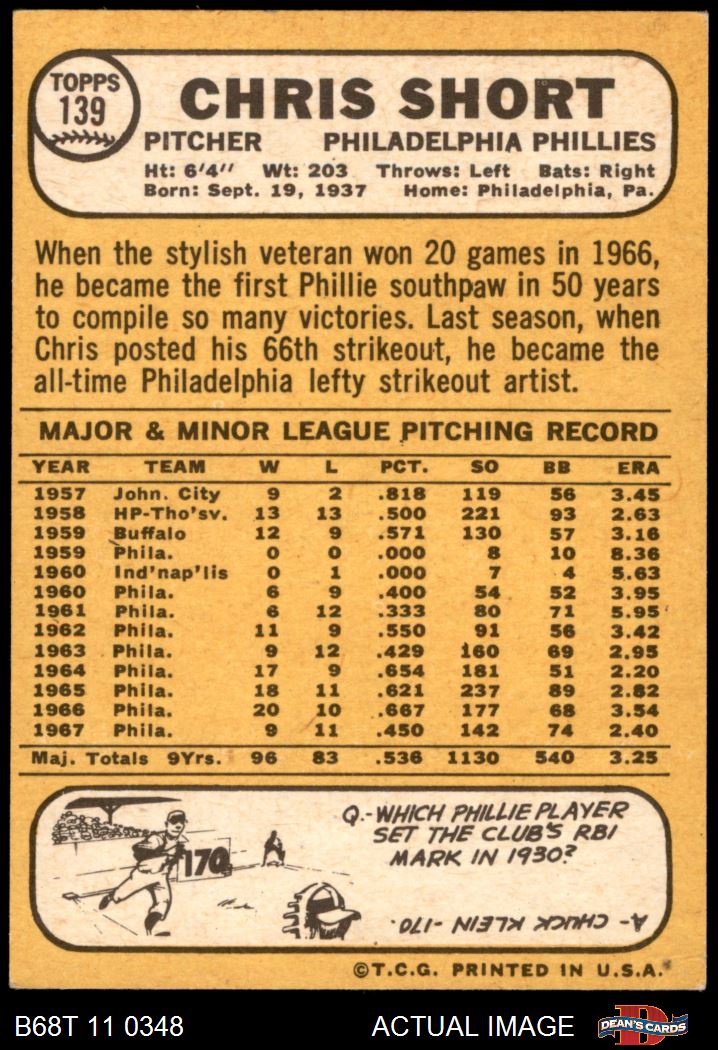 TOPPS
139
CHRIS SHORT
PITCHER PHILADELPHIA PHILLIES
Ht: 6'4" Wt: 203 Throws: Left Bats: Right
Born: Sept. 19, 1937 Home: Philadelphia, Pa.
When the stylish veteran won 20 games in 1966,
he became the first Phillie southpaw in 50 years
to compile so many victories. Last season, when
Chris posted his 66th strikeout, he became the
all-time Philadelphia lefty strikeout artist.
MAJOR & MINOR LEAGUE PITCHING RECORD
YEAR TEAM W L PCT. SO BB ERA
1957 John. City 9 2 .818 119 56 3.45
1958 HP-Tho'sv. 13 13 .500 221 93 2.63
1959 Buffalo 12 9 .571 130 57 3.16
1959 Phila. 0 0 .000 8 10 8.36
1960 Ind'nap'lis 0 1 .000 7 4 5.63
1960 Phila. 6 9 .400 54 52 3.95
1961 Phila. 6 12 .333 80 71 5.95
1962 Phila. 11 9 .550 91 56 3.42
1963 Phila. 9 12 .429 160 69 2.95
1964 Phila. 17 9 .654 181 51 2.20
1965 Phila. 18 11 .621 237 89 2.82
1966 Phila. 20 10 .667 177 68 3.54
1967 Phila. 9 11 .450 142 74 2.40
Maj. Totals 9Yrs. 96 83 .536 1130 540 3.25
170
Q.-WHICH PHILLIE PLAYER
SET THE CLUB'S RBI
MARK IN 1930?
A-CHUCK KLEIN-170.
©T.C.G. PRINTED IN U.S.A.
B68T 11 0348 ACTUAL IMAGE
D
DEAN'S CARDS